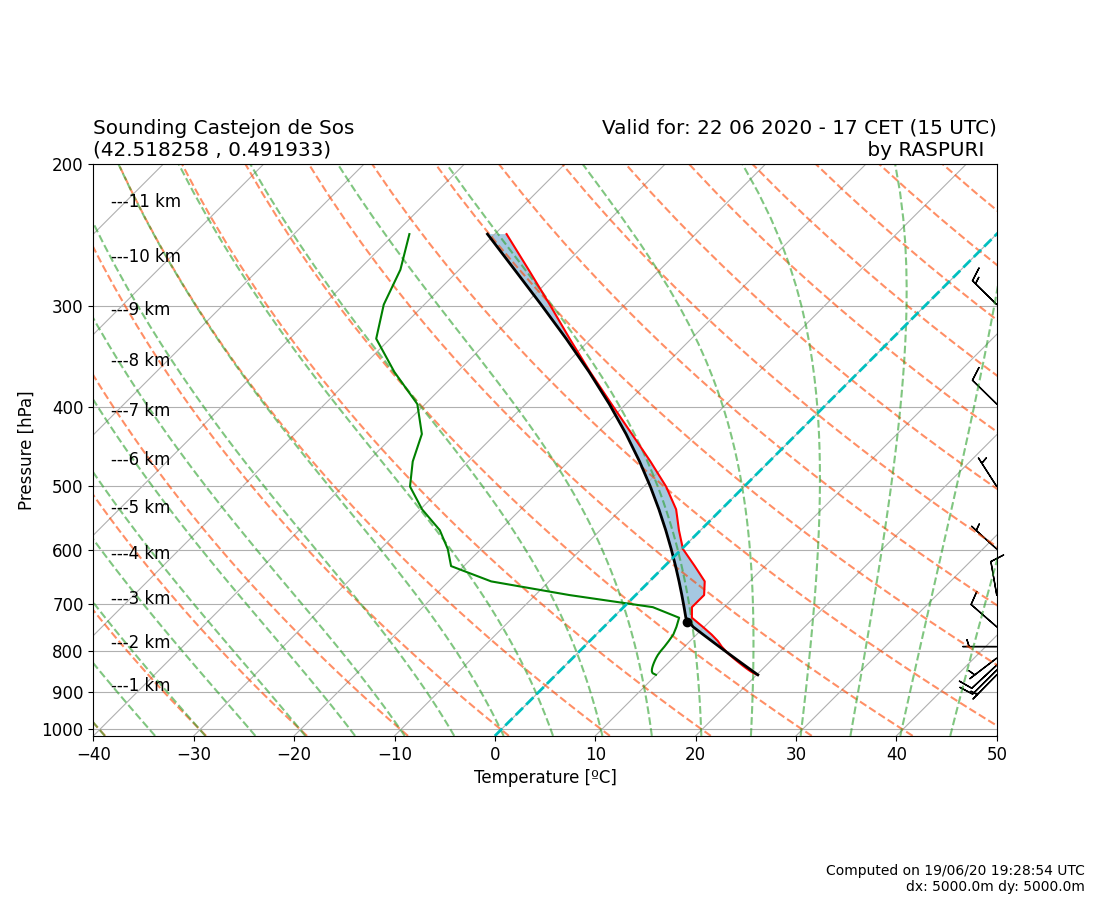 Sounding Castejon de Sos
(42.518258 , 0.491933)
Valid for: 22 06 2020 - 17 CET (15 UTC)
by RASPURI
200
300
400
500
600
700
800
900
1000
Pressure [hPa]
---11 km
---10 km
---9 km
---8 km
---7 km
---6 km
---5 km
---4 km
---3 km
---2 km
---1 km
−40 −30 −20 −10 0 10 20 30 40 50
Temperature [ºC]
Computed on 19/06/20 19:28:54 UTC
dx: 5000.0m dy: 5000.0m